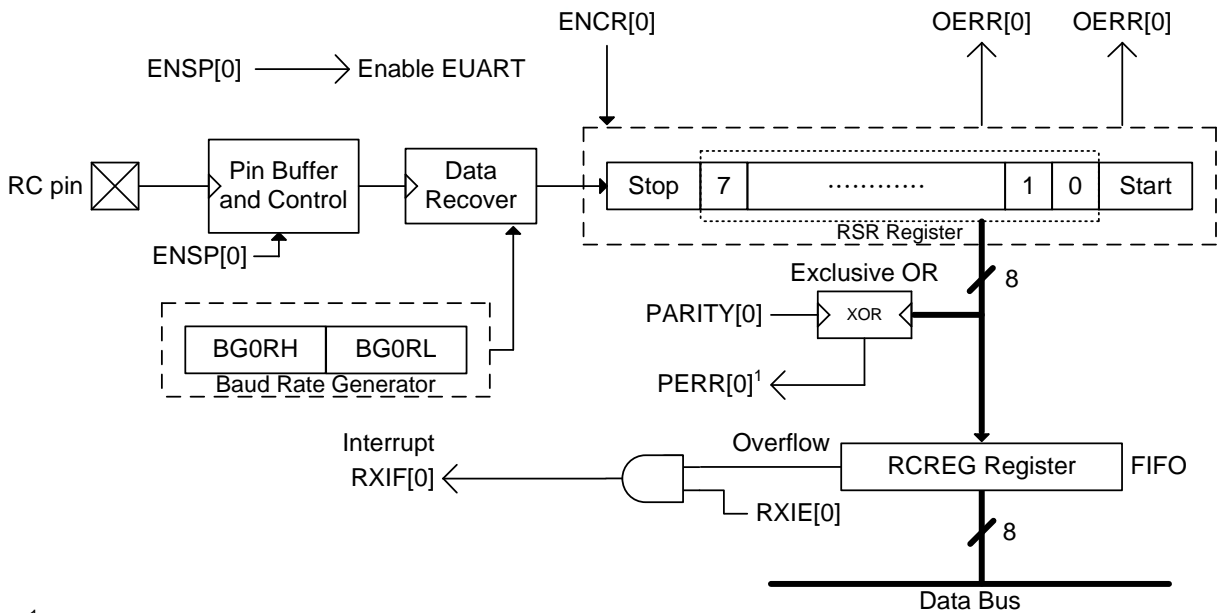 ENCR[0] OERR[0] OERR[0]
ENSP[0] Enable EUART
RC pin
Pin Buffer
and Control
Data
Recover
Stop 7 ............ 1 0 Start
RSR Register
ENSP[0]
8
Exclusive OR
PARITY[0] XOR
BG0RH BG0RL
Baud Rate Generator
PERR[0]¹
Interrupt
RXIF[0]
Overflow
RCREG Register FIFO
RXIE[0]
8
Data Bus
1